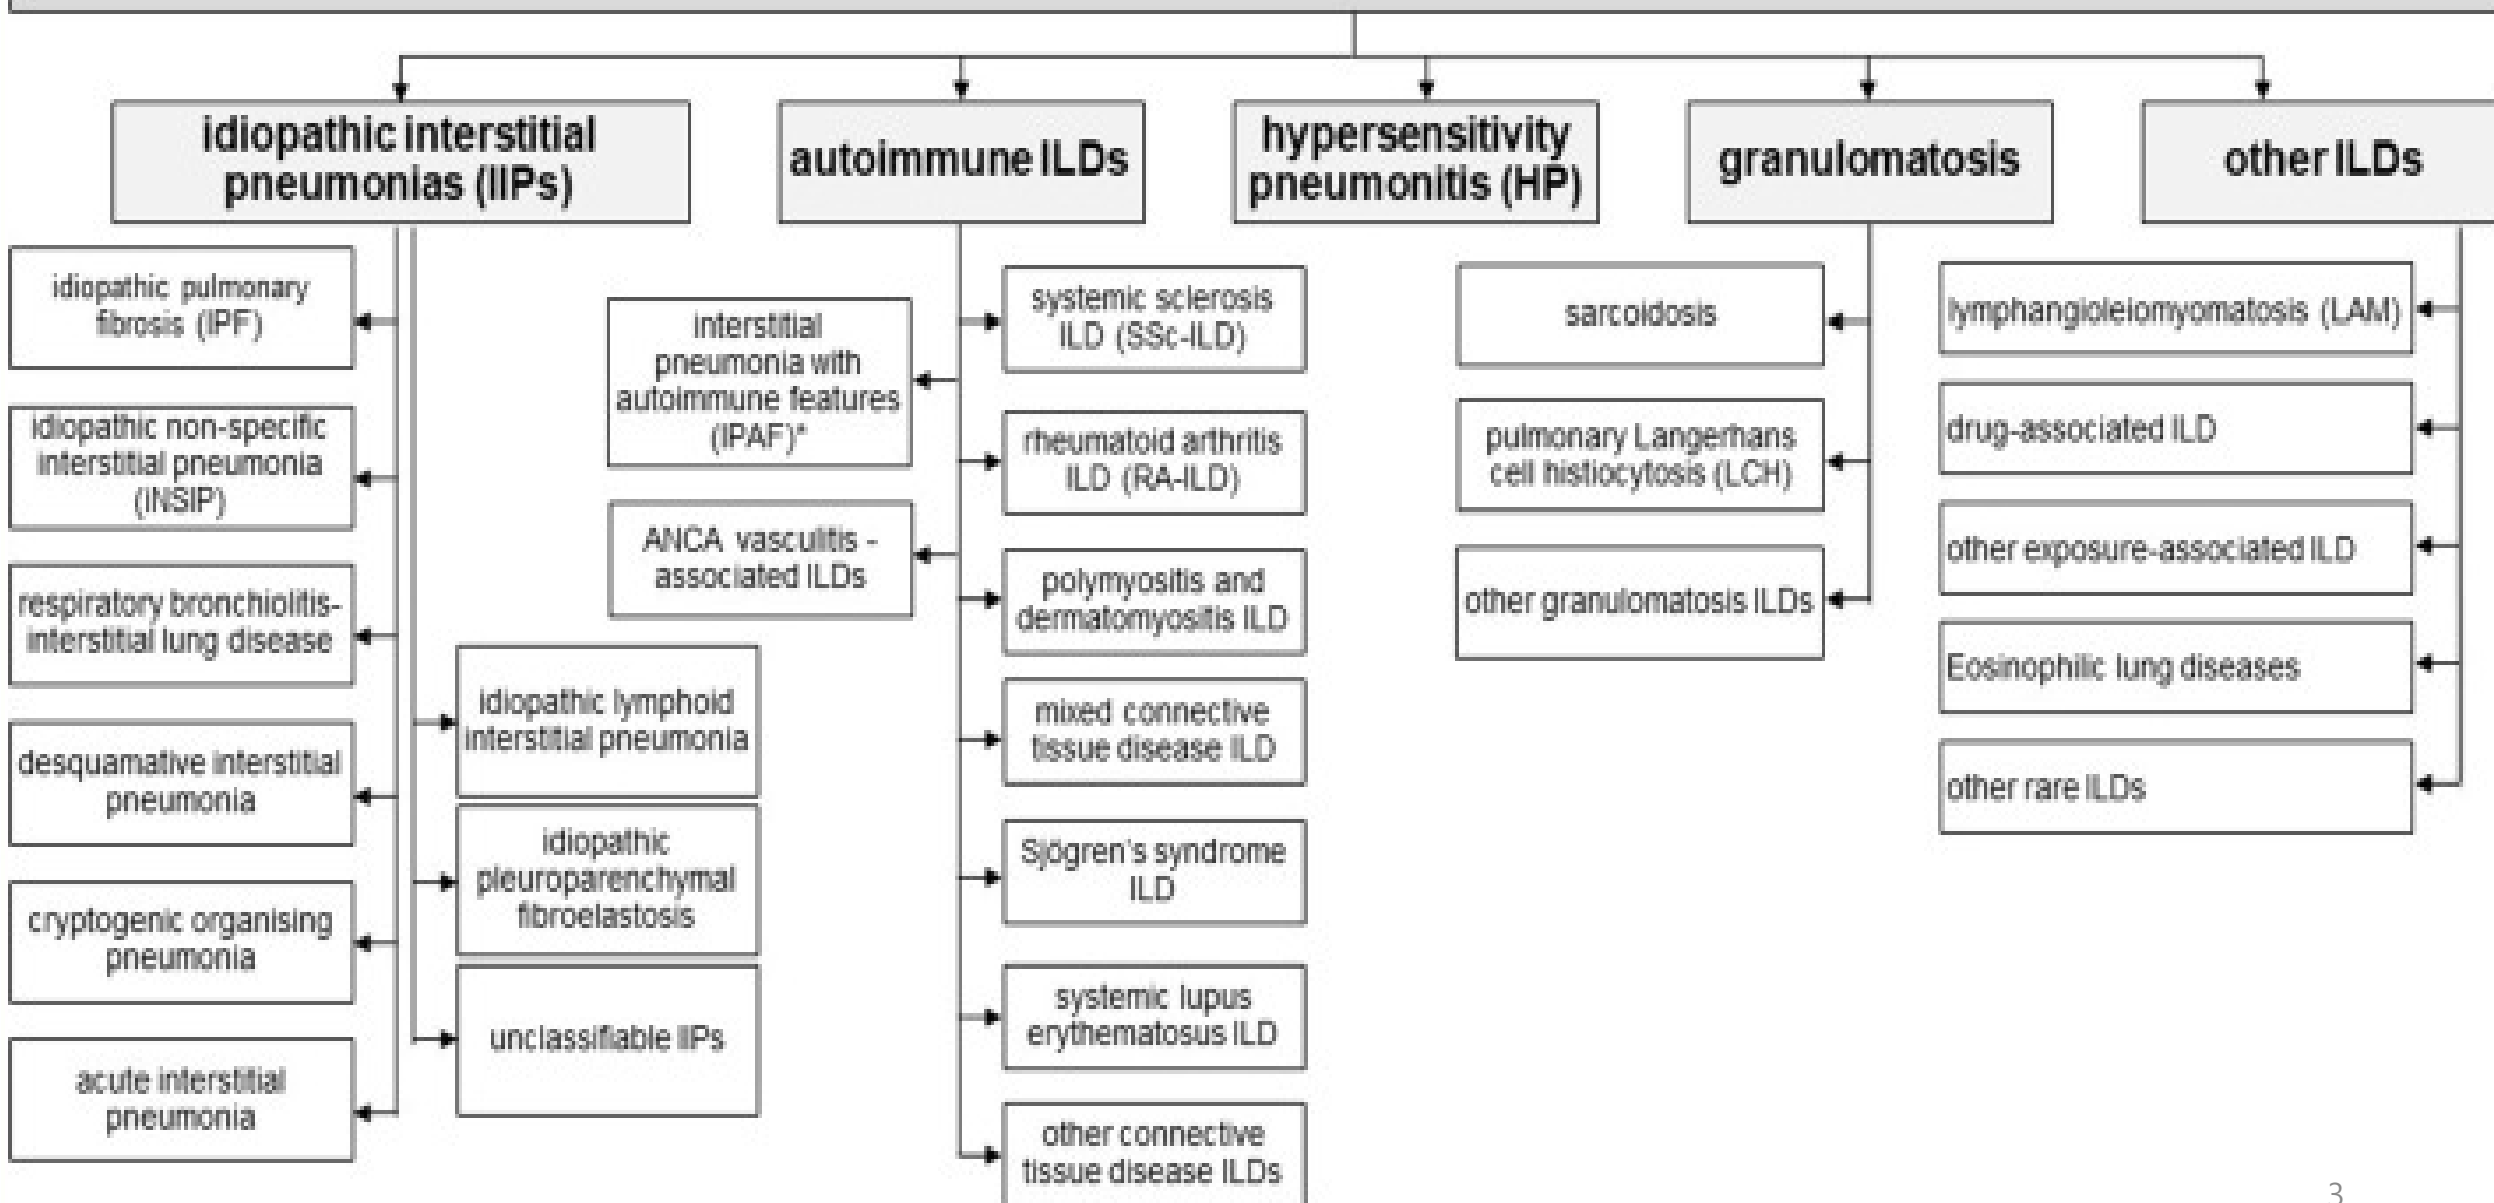 idiopathic interstitial
pneumonias (IIPs)
autoimmune ILDs
hypersensitivity
pneumonitis (HP)
granulomatosis
other ILDs
idiopathic pulmonary
fibrosis (IPF)
idiopathic non-specific
interstitial pneumonia
(INSIP)
respiratory bronchiolitis-
interstitial lung disease
desquamative interstitial
pneumonia
cryptogenic organising
pneumonia
acute interstitial
pneumonia
idiopathic lymphoid
interstitial pneumonia
idiopathic
pleuroparenchymal
fibroelastosis
unclassifiable IIPs
interstitial
pneumonia with
autoimmune features
(IPAF)*
ANCA vasculitis -
associated ILDs
systemic sclerosis
ILD (SSc-ILD)
rheumatoid arthritis
ILD (RA-ILD)
polymyositis and
dermatomyositis ILD
mixed connective
tissue disease ILD
Sjögren's syndrome
ILD
systemic lupus
erythematosus ILD
other connective
tissue disease ILDs
sarcoidosis
pulmonary Langerhans
cell histiocytosis (LCH)
other granulomatosis ILDs
lymphangioleiomyomatosis (LAM)
drug-associated ILD
other exposure-associated ILD
Eosinophilic lung diseases
other rare ILDs
3